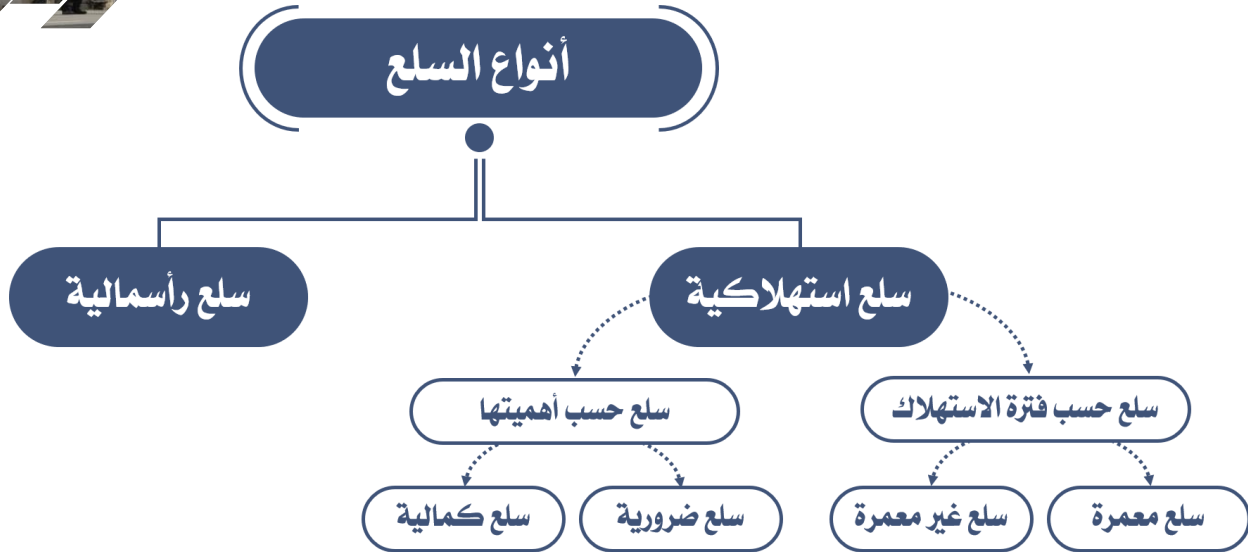 أنواع السلع
سلع استهلاكية
سلع رأسمالية
سلع حسب فترة الاستهلاك
سلع حسب أهميتها
سلع معمرة
سلع غير معمرة
سلع ضرورية
سلع كمالية